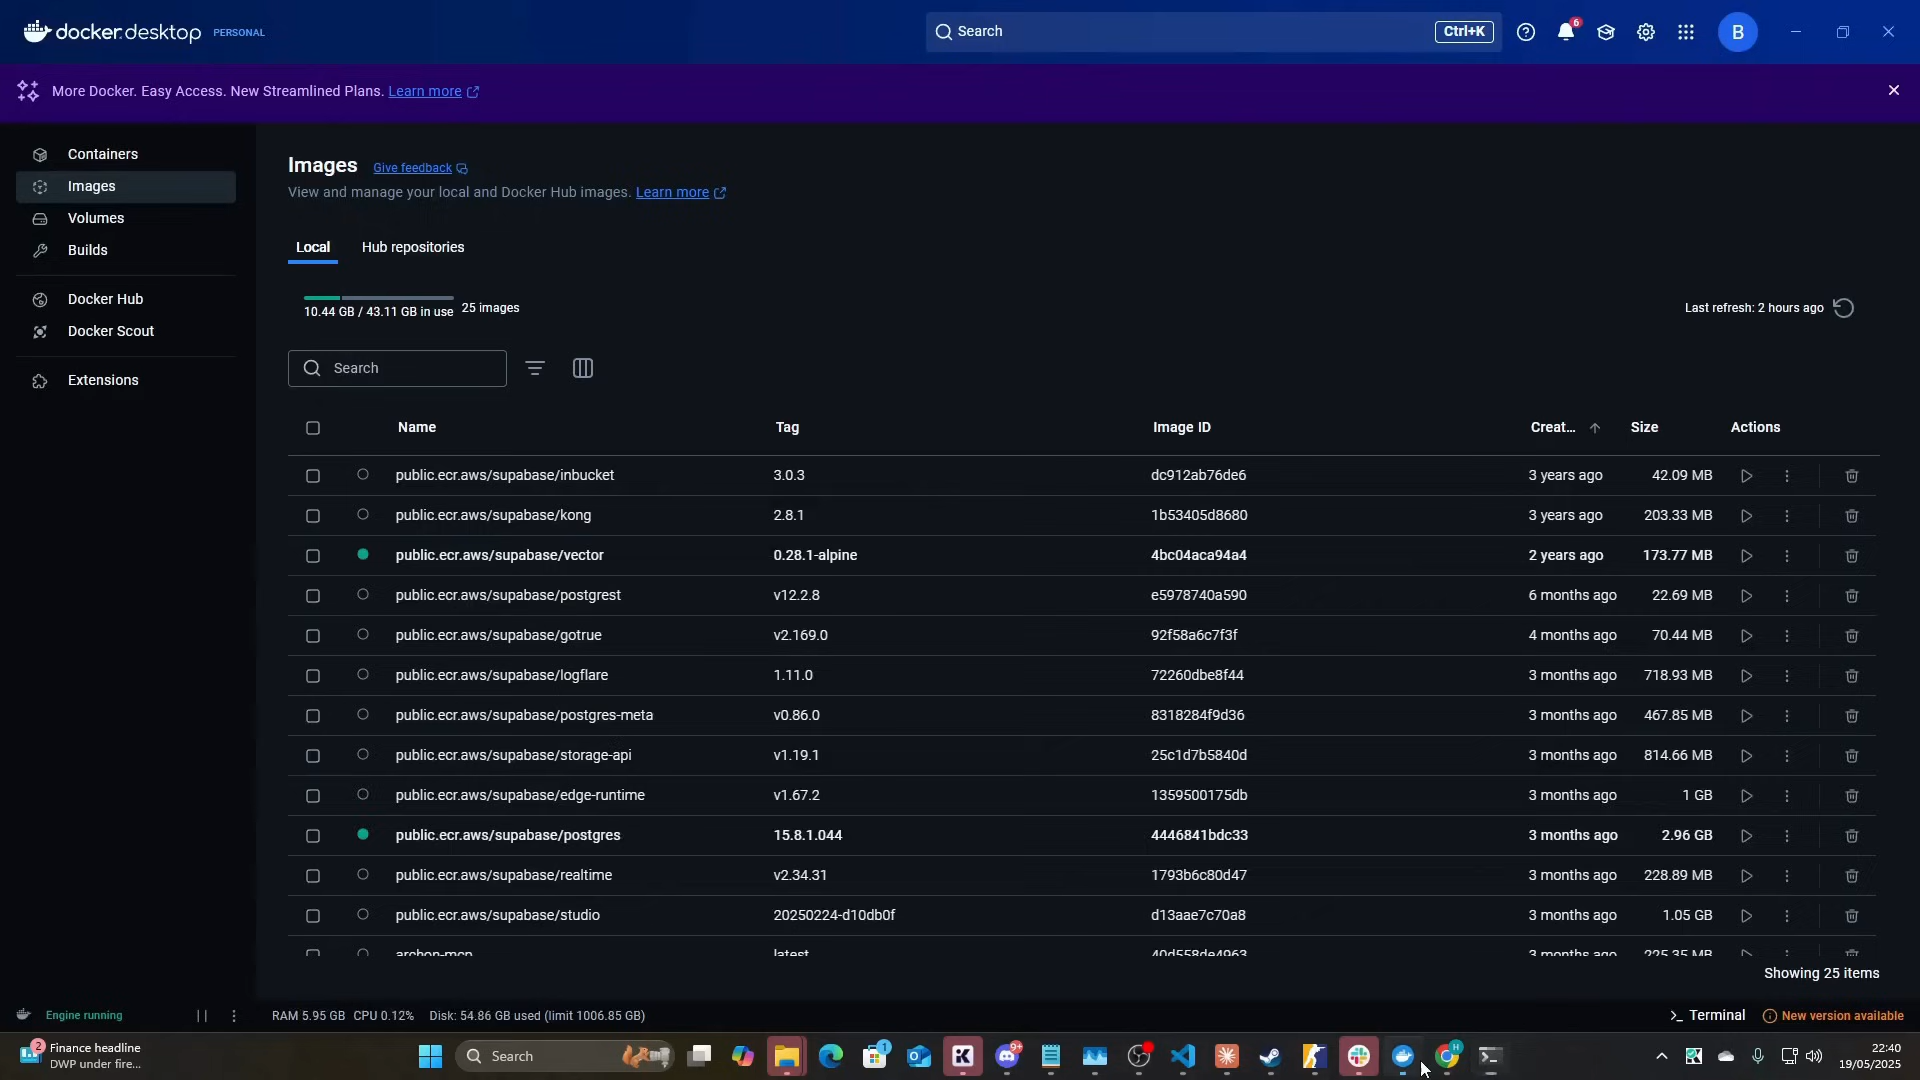 docker desktop PERSONAL
Search Ctrl+K
6
B
More Docker. Easy Access. New Streamlined Plans. Learn more
Containers
Images
Volumes
Builds
Docker Hub
Docker Scout
Extensions
Images Give feedback
View and manage your local and Docker Hub images. Learn more
Local Hub repositories
10.44 GB / 43.11 GB in use 25 images
Last refresh: 2 hours ago
Search
Name Tag Image ID Creat... Size Actions
public.ecr.aws/supabase/inbucket 3.0.3 dc912ab76de6 3 years ago 42.09 MB
public.ecr.aws/supabase/kong 2.8.1 1b53405d8680 3 years ago 203.33 MB
public.ecr.aws/supabase/vector 0.28.1-alpine 4bc04aca94a4 2 years ago 173.77 MB
public.ecr.aws/supabase/postgrest v12.2.8 e5978740a590 6 months ago 22.69 MB
public.ecr.aws/supabase/gotrue v2.169.0 92f58a6c7f3f 4 months ago 70.44 MB
public.ecr.aws/supabase/logflare 1.11.0 72260dbe8f44 3 months ago 718.93 MB
public.ecr.aws/supabase/postgres-meta v0.86.0 8318284f9d36 3 months ago 467.85 MB
public.ecr.aws/supabase/storage-api v1.19.1 25c1d7b5840d 3 months ago 814.66 MB
public.ecr.aws/supabase/edge-runtime v1.67.2 1359500175db 3 months ago 1 GB
public.ecr.aws/supabase/postgres 15.8.1.044 4446841bdc33 3 months ago 2.96 GB
public.ecr.aws/supabase/realtime v2.34.31 1793b6c80d47 3 months ago 228.89 MB
public.ecr.aws/supabase/studio 20250224-d10db0f d13aae7c70a8 3 months ago 1.05 GB
archon-mcp latest 40d558de4963 3 months ago 225.35 MB
Showing 25 items
Engine running RAM 5.95 GB CPU 0.12% Disk: 54.86 GB used (limit 1006.85 GB)
>_ Terminal New version available
2 Finance headline
DWP under fire...
Search
1
9+
H
22:40
19/05/2025